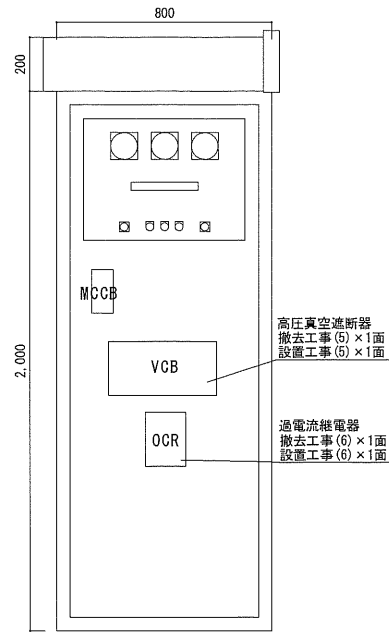 800
200
2,000
MCCB
VCB
OCR
高圧真空遮断器
撤去工事(5)×1面
設置工事(5)×1面
過電流継電器
撤去工事(6)×1面
設置工事(6)×1面